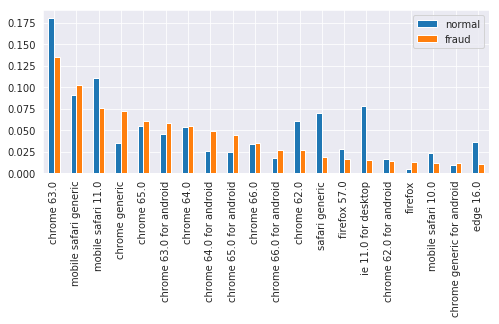 normal
fraud
0.175
0.150
0.125
0.100
0.075
0.050
0.025
0.000
chrome 63.0
mobile safari generic
mobile safari 11.0
chrome generic
chrome 65.0
chrome 63.0 for android
chrome 64.0
chrome 64.0 for android
chrome 65.0 for android
chrome 66.0
chrome 66.0 for android
chrome 62.0
safari generic
firefox 57.0
ie 11.0 for desktop
chrome 62.0 for android
firefox
mobile safari 10.0
chrome generic for android
edge 16.0